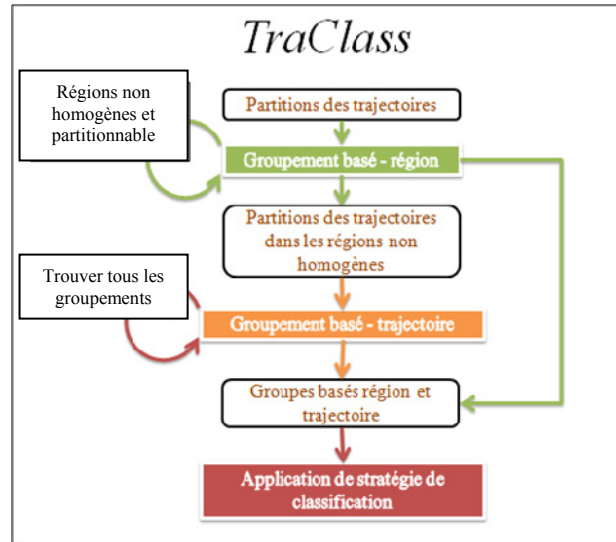 TraClass
Régions non
homogènes et
partitionnable
Partitions des trajectoires
Groupement basé - région
Partitions des trajectoires
dans les régions non
homogènes
Trouver tous les
groupements
Groupement basé - trajectoire
Groupes basés région et
trajectoire
Application de stratégie de
classification